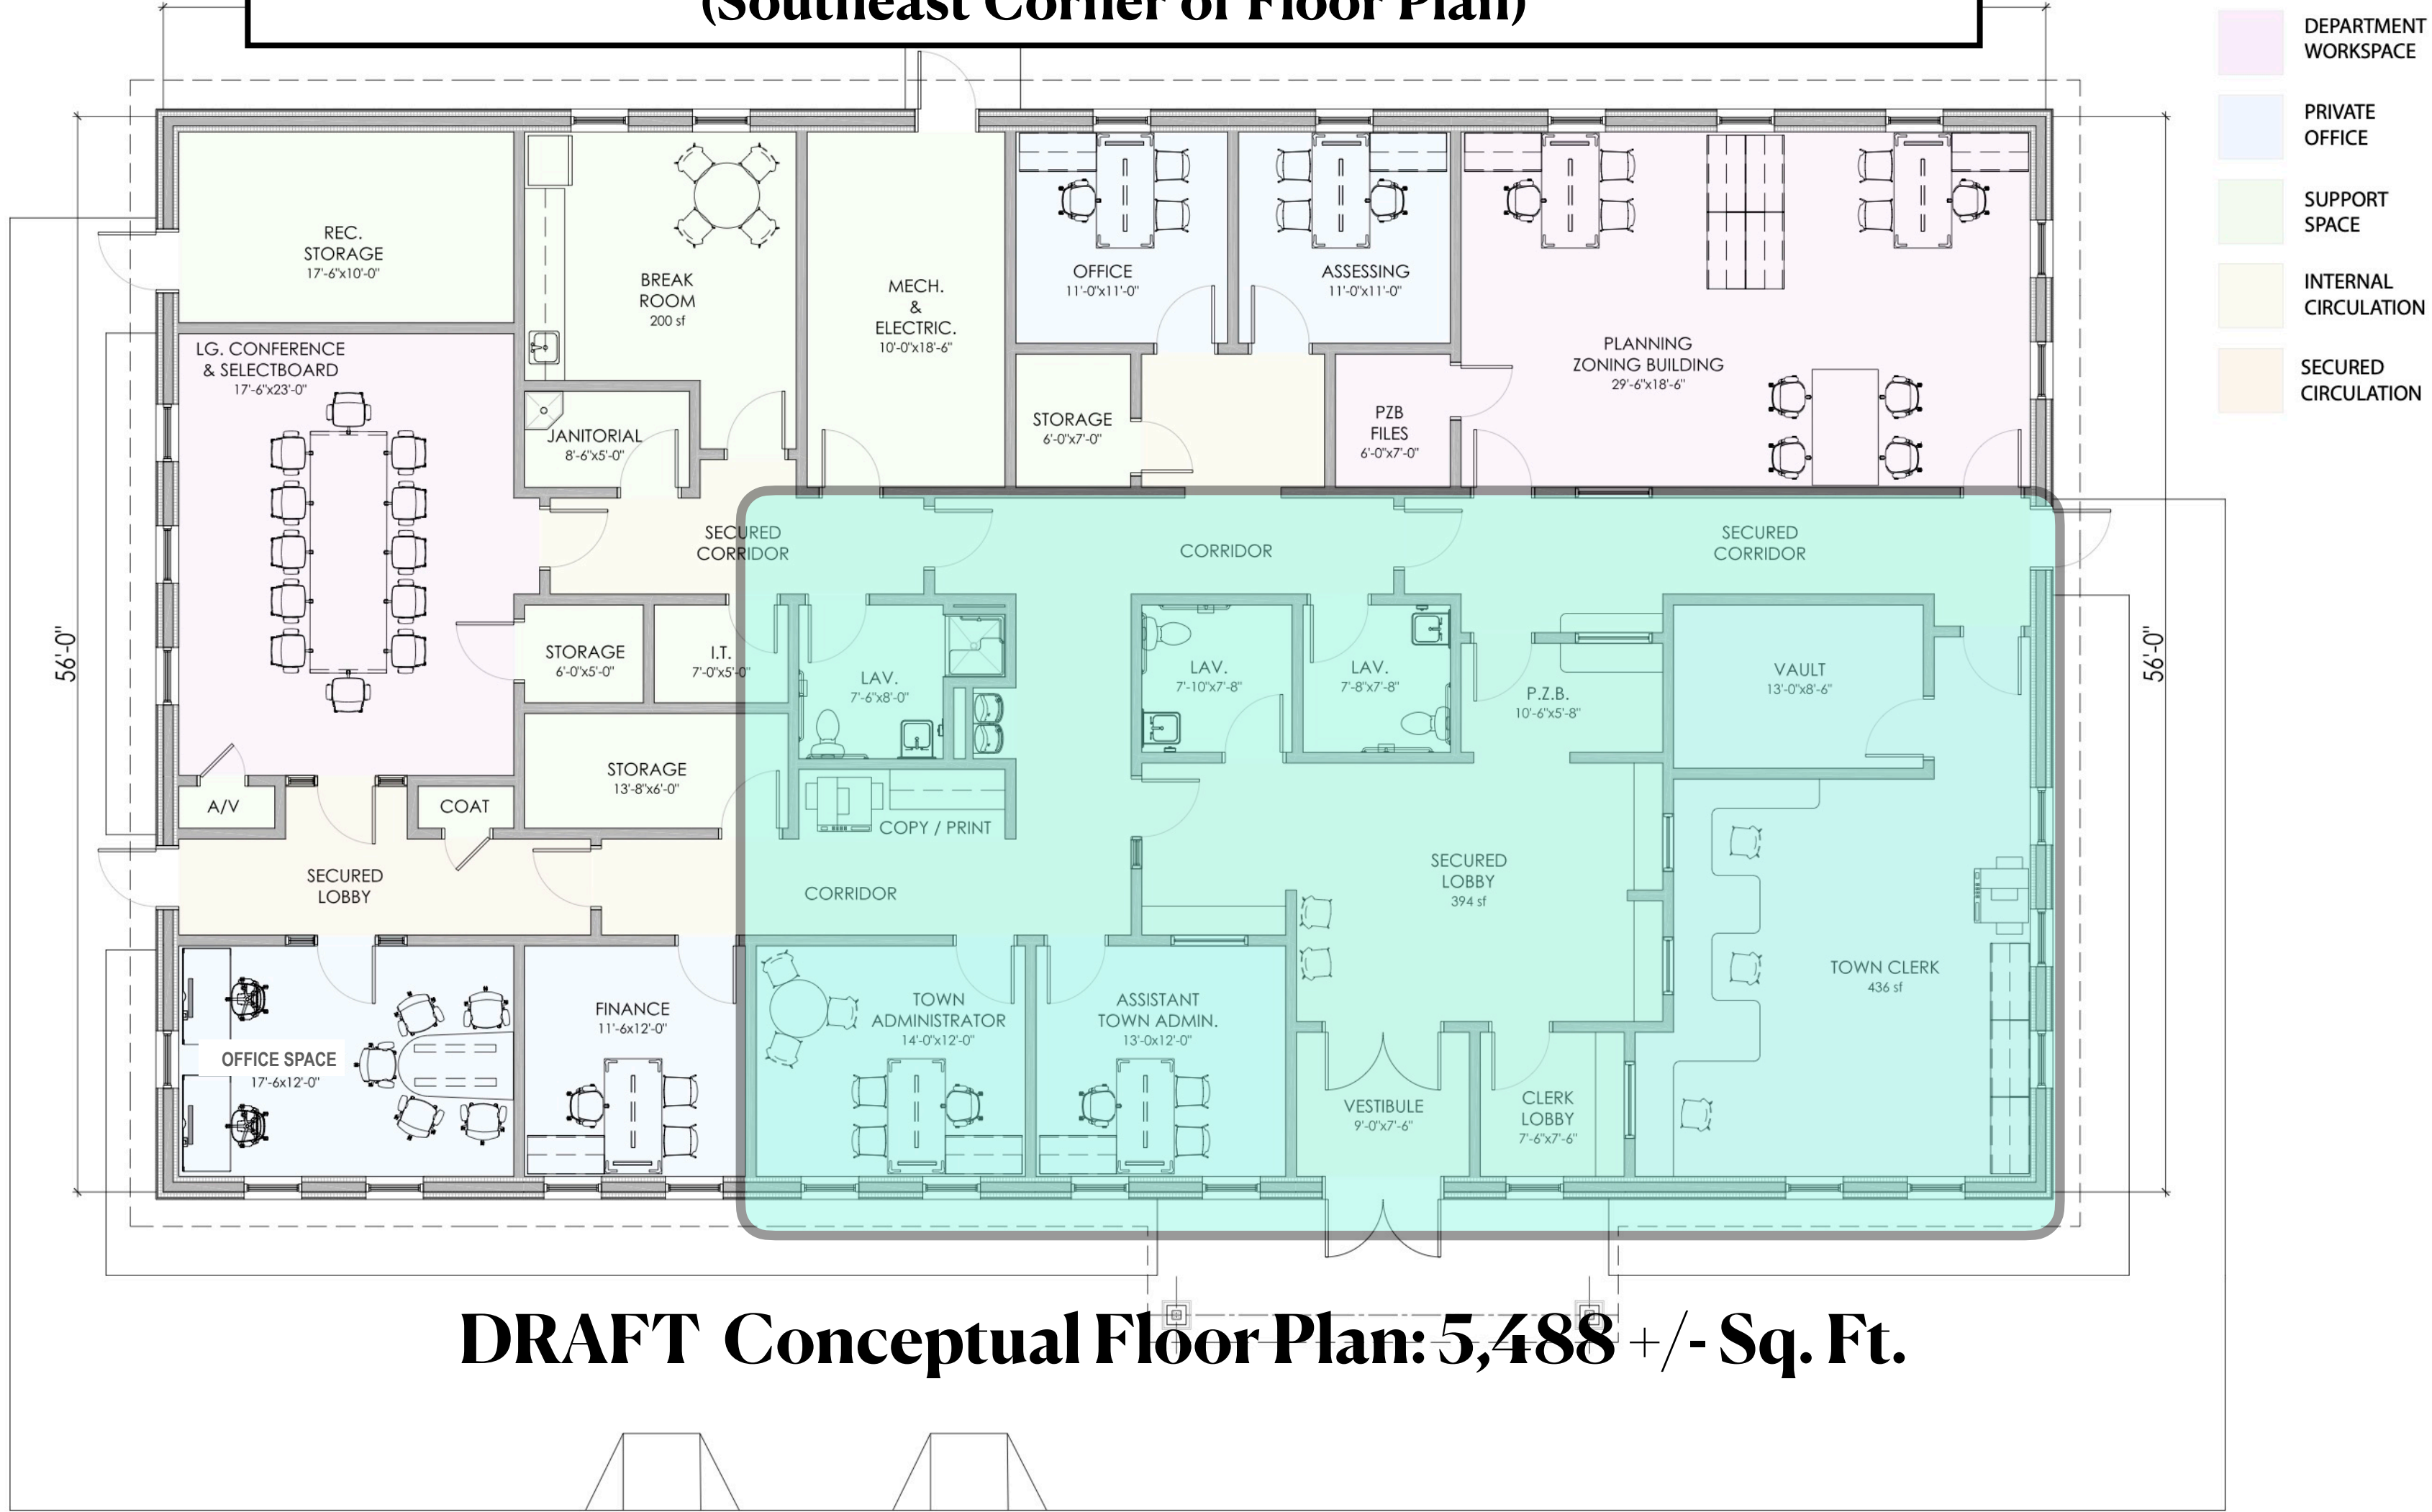 (Southeast Corner of Floor Plan)
DEPARTMENT
WORKSPACE
PRIVATE
OFFICE
SUPPORT
SPACE
INTERNAL
CIRCULATION
SECURED
CIRCULATION
REC.
STORAGE
17'-6"x10'-0"
BREAK
ROOM
200 sf
MECH.
&
ELECTRIC.
10'-0"x18'-6"
OFFICE
11'-0"x11'-0"
ASSESSING
11'-0"x11'-0"
PLANNING
ZONING BUILDING
29'-6"x18'-6"
LG. CONFERENCE
& SELECTBOARD
17'-6"x23'-0"
JANITORIAL
8'-6"x5'-0"
STORAGE
6'-0"x7'-0"
PZB
FILES
6'-0"x7'-0"
SECURED
CORRIDOR
CORRIDOR
SECURED
CORRIDOR
56'-0"
STORAGE
6'-0"x5'-0"
I.T.
7'-0"x5'-0"
LAV.
7'-6"x8'-0"
LAV.
7'-10"x7'-8"
LAV.
7'-8"x7'-8"
P.Z.B.
10'-6"x5'-8"
VAULT
13'-0"x8'-6"
56'-0"
STORAGE
13'-8"x6'-0"
A/V
COAT
COPY / PRINT
SECURED
LOBBY
CORRIDOR
SECURED
LOBBY
394 sf
TOWN CLERK
436 sf
OFFICE SPACE
17'-6x12'-0"
FINANCE
11'-6x12'-0"
TOWN
ADMINISTRATOR
14'-0"x12'-0"
ASSISTANT
TOWN ADMIN.
13'-0x12'-0"
VESTIBULE
9'-0"x7'-6"
CLERK
LOBBY
7'-6"x7'-6"
DRAFT Conceptual Floor Plan: 5,488 +/- Sq. Ft.